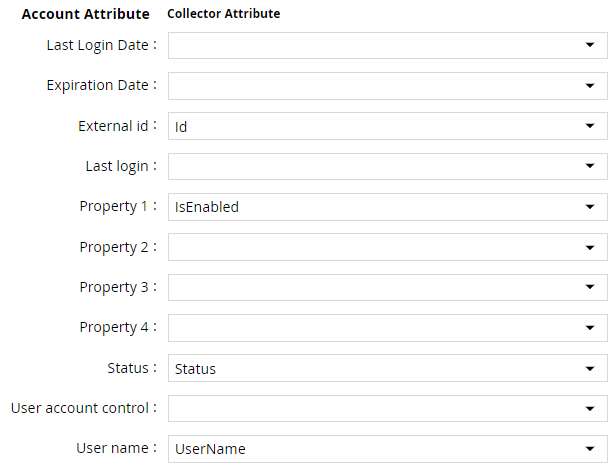 Account Attribute Collector Attribute
Last Login Date :
Expiration Date :
External id : Id
Last login :
Property 1 : IsEnabled
Property 2 :
Property 3 :
Property 4 :
Status : Status
User account control :
User name : UserName